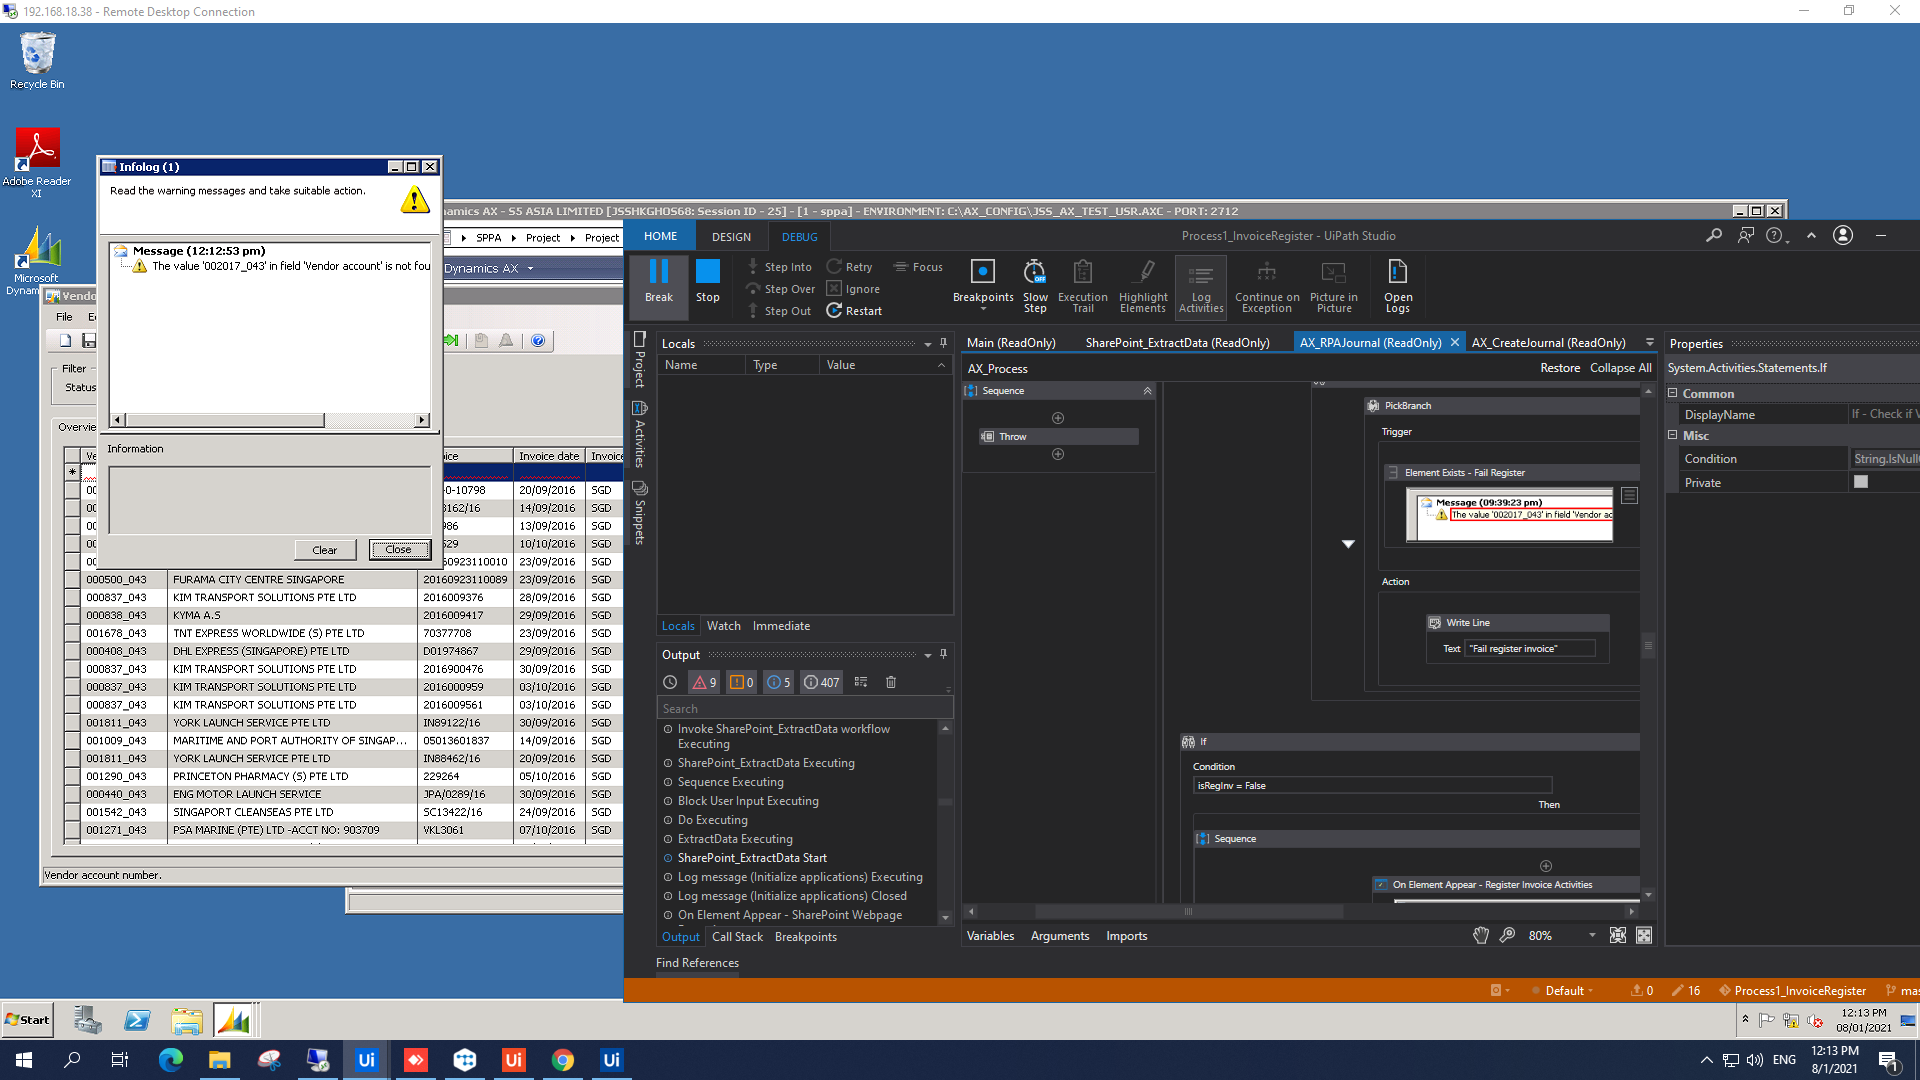 192.168.18.38 - Remote Desktop Connection
Recycle Bin
Adobe Reader
XI
Microsoft
Dynam
Infolog (1)
Read the warning messages and take suitable action.
Message (12:12:53 pm)
The value '002017_043' in field 'Vendor account' is not fou
Information
Clear
Close
namics AX - S5 ASIA LIMITED [JSSHKGHOS68: Session ID - 25] - [1 - sppa] - ENVIRONMENT: C:\AX_CONFIG\JSS_AX_TEST_USR.AXC - PORT: 2712
SPPA
Project
Project
Dynamics AX
Vendo
File
E
Filter
Status
Overvie
Ve
ice
Invoice date
Invoice
-0-10798 20/09/2016 SGD
3162/16 14/09/2016 SGD
986 13/09/2016 SGD
529 10/10/2016 SGD
60923110010 23/09/2016 SGD
000500_043 FURAMA CITY CENTRE SINGAPORE 20160923110089 23/09/2016 SGD
000837_043 KIM TRANSPORT SOLUTIONS PTE LTD 2016009376 28/09/2016 SGD
000838_043 KYMA A.S 2016009417 29/09/2016 SGD
001678_043 TNT EXPRESS WORLDWIDE (S) PTE LTD 70377708 23/09/2016 SGD
000408_043 DHL EXPRESS (SINGAPORE) PTE LTD D01974867 29/09/2016 SGD
000837_043 KIM TRANSPORT SOLUTIONS PTE LTD 2016900476 30/09/2016 SGD
000837_043 KIM TRANSPORT SOLUTIONS PTE LTD 2016000959 03/10/2016 SGD
000837_043 KIM TRANSPORT SOLUTIONS PTE LTD 2016009561 03/10/2016 SGD
001811_043 YORK LAUNCH SERVICE PTE LTD IN89122/16 30/09/2016 SGD
001009_043 MARITIME AND PORT AUTHORITY OF SINGAP... 05013601837 14/09/2016 SGD
001811_043 YORK LAUNCH SERVICE PTE LTD IN88462/16 20/09/2016 SGD
001290_043 PRINCETON PHARMACY (S) PTE LTD 229264 05/10/2016 SGD
000440_043 ENG MOTOR LAUNCH SERVICE JPA/0289/16 30/09/2016 SGD
001542_043 SINGAPORT CLEANSEAS PTE LTD SC13422/16 24/09/2016 SGD
001271_043 PSA MARINE (PTE) LTD -ACCT NO: 903709 VKL3061 07/10/2016 SGD
Vendor account number.
HOME
DESIGN
DEBUG
Process1_InvoiceRegister - UiPath Studio
Break
Stop
Step Into
Step Over
Step Out
Retry
Ignore
Restart
Focus
Breakpoints
Slow
Step
Execution
Trail
Highlight
Elements
Log
Activities
Continue on
Exception
Picture in
Picture
Open
Logs
Project
Activities
Snippets
Locals
Name
Type
Value
Locals
Watch
Immediate
Output
9
0
5
407
Search
Invoke SharePoint_ExtractData workflow
Executing
SharePoint_ExtractData Executing
Sequence Executing
Block User Input Executing
Do Executing
ExtractData Executing
SharePoint_ExtractData Start
Log message (Initialize applications) Executing
Log message (Initialize applications) Closed
On Element Appear - SharePoint Webpage
Output
Call Stack
Breakpoints
Find References
Main (ReadOnly)
SharePoint_ExtractData (ReadOnly)
AX_RPAJournal (ReadOnly)
AX_CreateJournal (ReadOnly)
AX_Process
Restore
Collapse All
Sequence
Throw
PickBranch
Trigger
Element Exists - Fail Register
Message (09:39:23 pm)
The value '002017_043' in field 'Vendor ac
Action
Write Line
Text
"Fail register invoice"
If
Condition
isRegInv = False
Then
Sequence
On Element Appear - Register Invoice Activities
Variables
Arguments
Imports
80%
Properties
System.Activities.Statements.If
Common
DisplayName
If - Check if V
Misc
Condition
String.IsNullO
Private
Default
0
16
Process1_InvoiceRegister
mas
Start
12:13 PM
08/01/2021
Ui
Ui
Ui
ENG
12:13 PM
8/1/2021
1